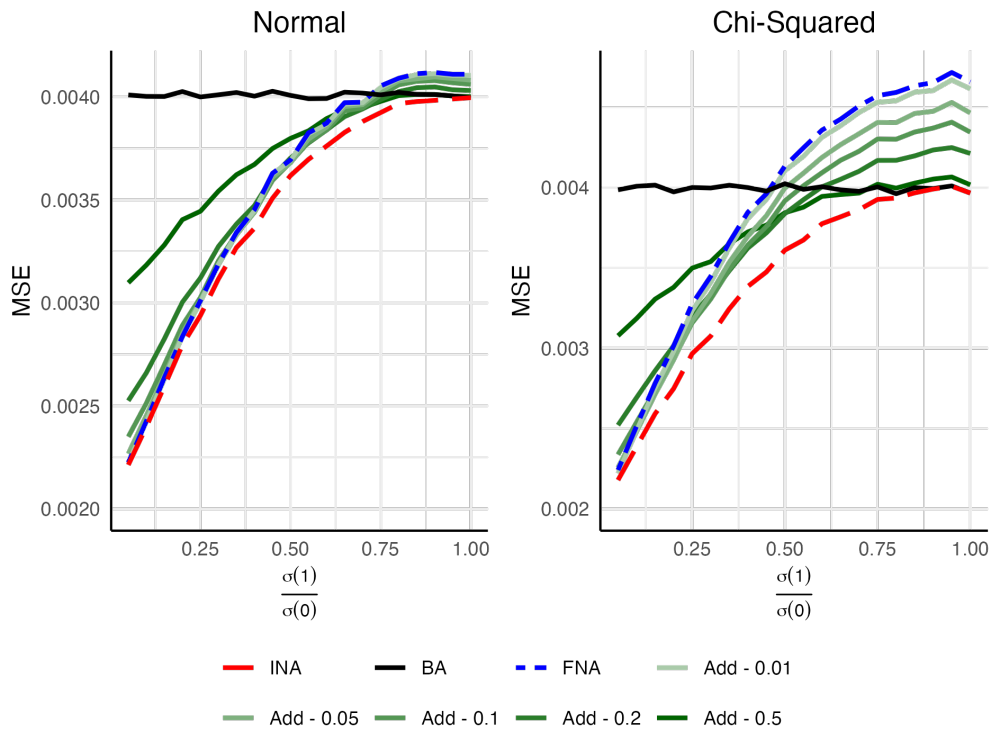 Normal
Chi-Squared
MSE
0.0040
0.0035
0.0030
0.0025
0.0020
0.25 0.50 0.75 1.00
σ(1)
σ(0)
MSE
0.004
0.003
0.002
0.25 0.50 0.75 1.00
σ(1)
σ(0)
INA BA FNA Add - 0.01
Add - 0.05 Add - 0.1 Add - 0.2 Add - 0.5